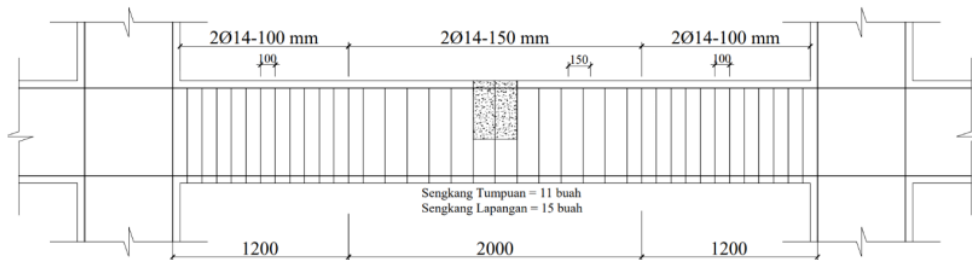 2Ø14-100 mm 2Ø14-150 mm 2Ø14-100 mm
100 150 100
Sengkang Tumpuan = 11 buah
Sengkang Lapangan = 15 buah
1200 2000 1200